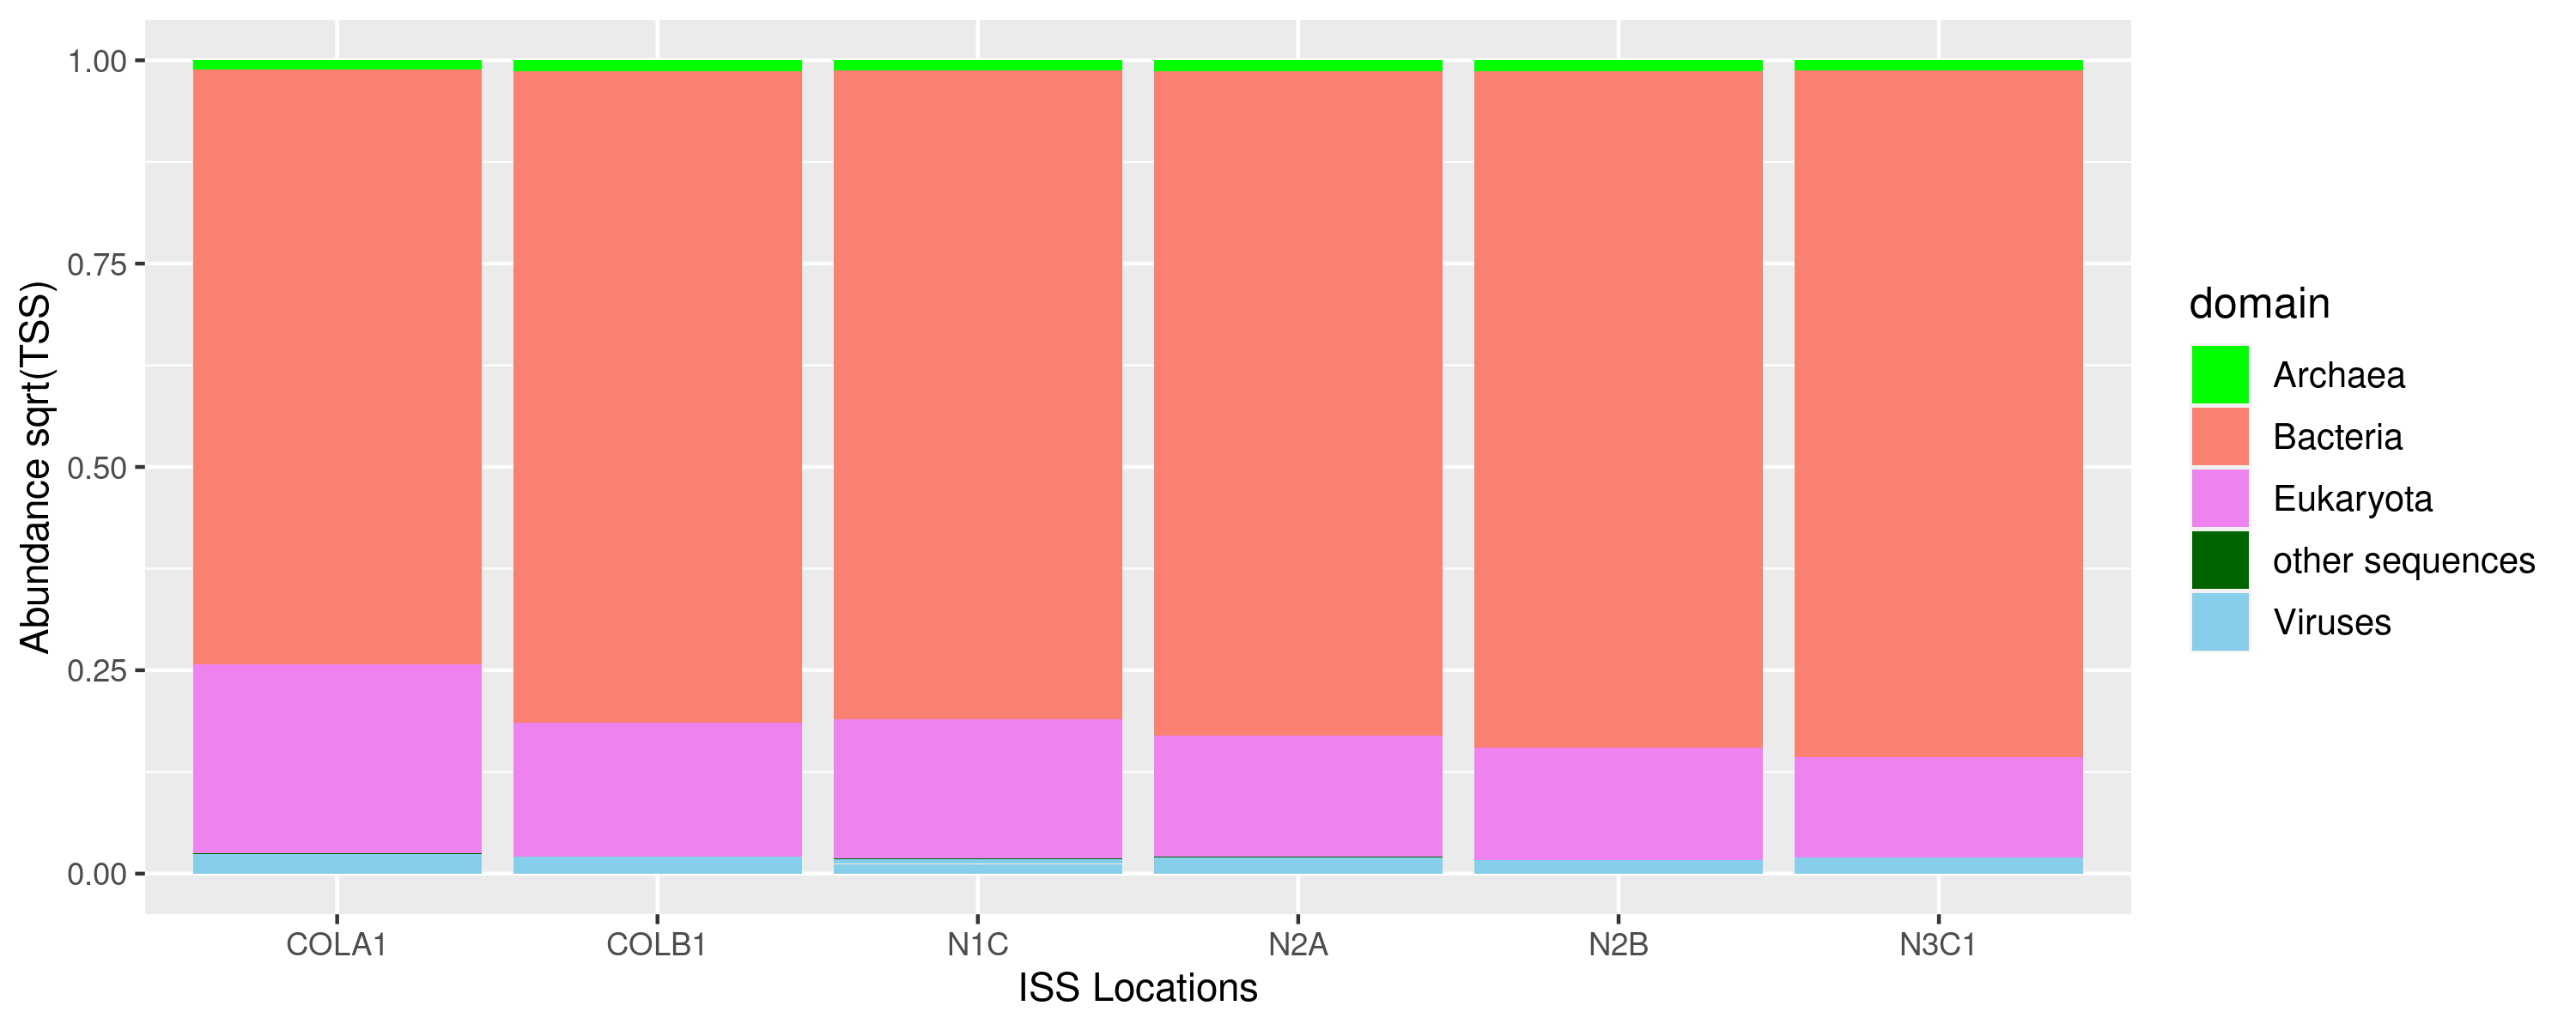 Abundance sqrt(TSS)
1.00
0.75
0.50
0.25
0.00
COLA1
COLB1
N1C
N2A
N2B
N3C1
ISS Locations
domain
Archaea
Bacteria
Eukaryota
other sequences
Viruses